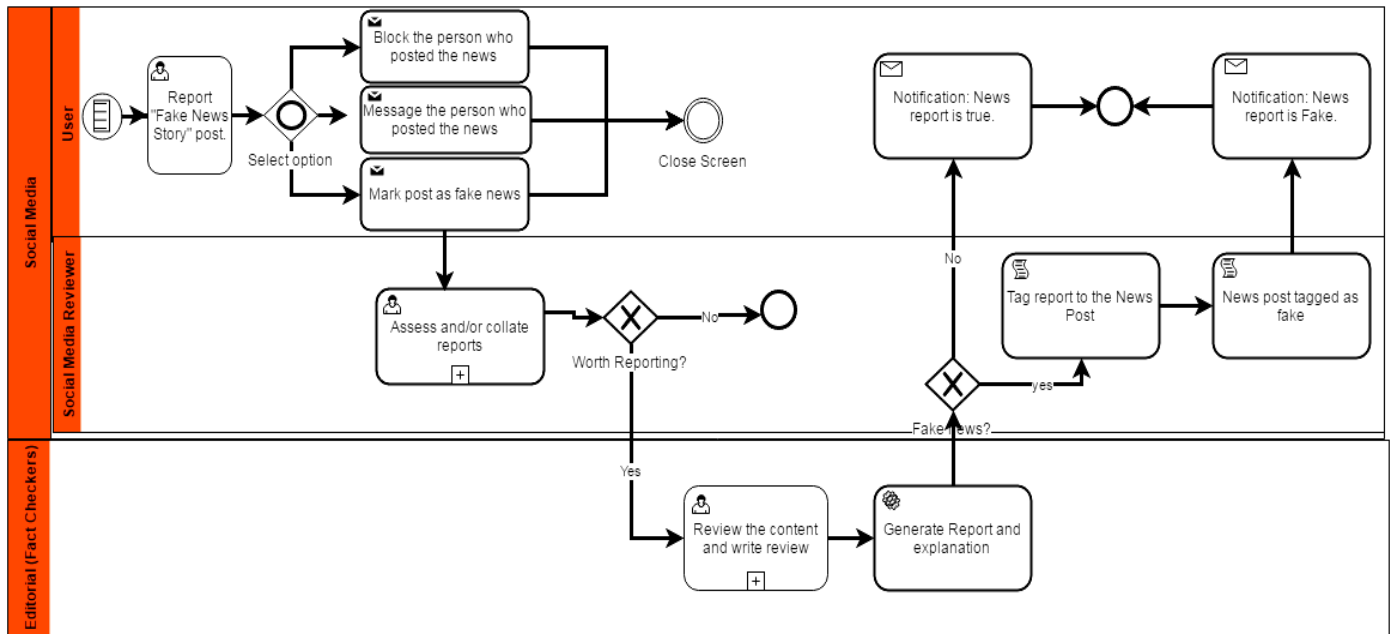 Social Media
User
Report
"Fake News
Story" post.
Select option
Block the person who
posted the news
Message the person who
posted the news
Mark post as fake news
Close Screen
Notification: News
report is true.
Notification: News
report is Fake.
Social Media Reviewer
Assess and/or collate
reports
Worth Reporting?
No
Yes
No
Fake News?
yes
Tag report to the News
Post
News post tagged as
fake
Editorial (Fact Checkers)
Review the content
and write review
Generate Report and
explanation